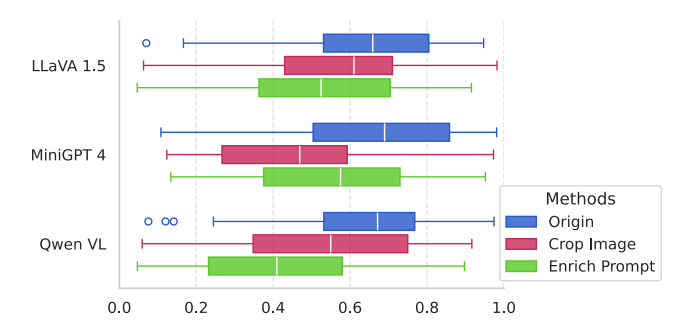 LLaVA 1.5
MiniGPT 4
Qwen VL
Methods
Origin
Crop Image
Enrich Prompt
0.0 0.2 0.4 0.6 0.8 1.0